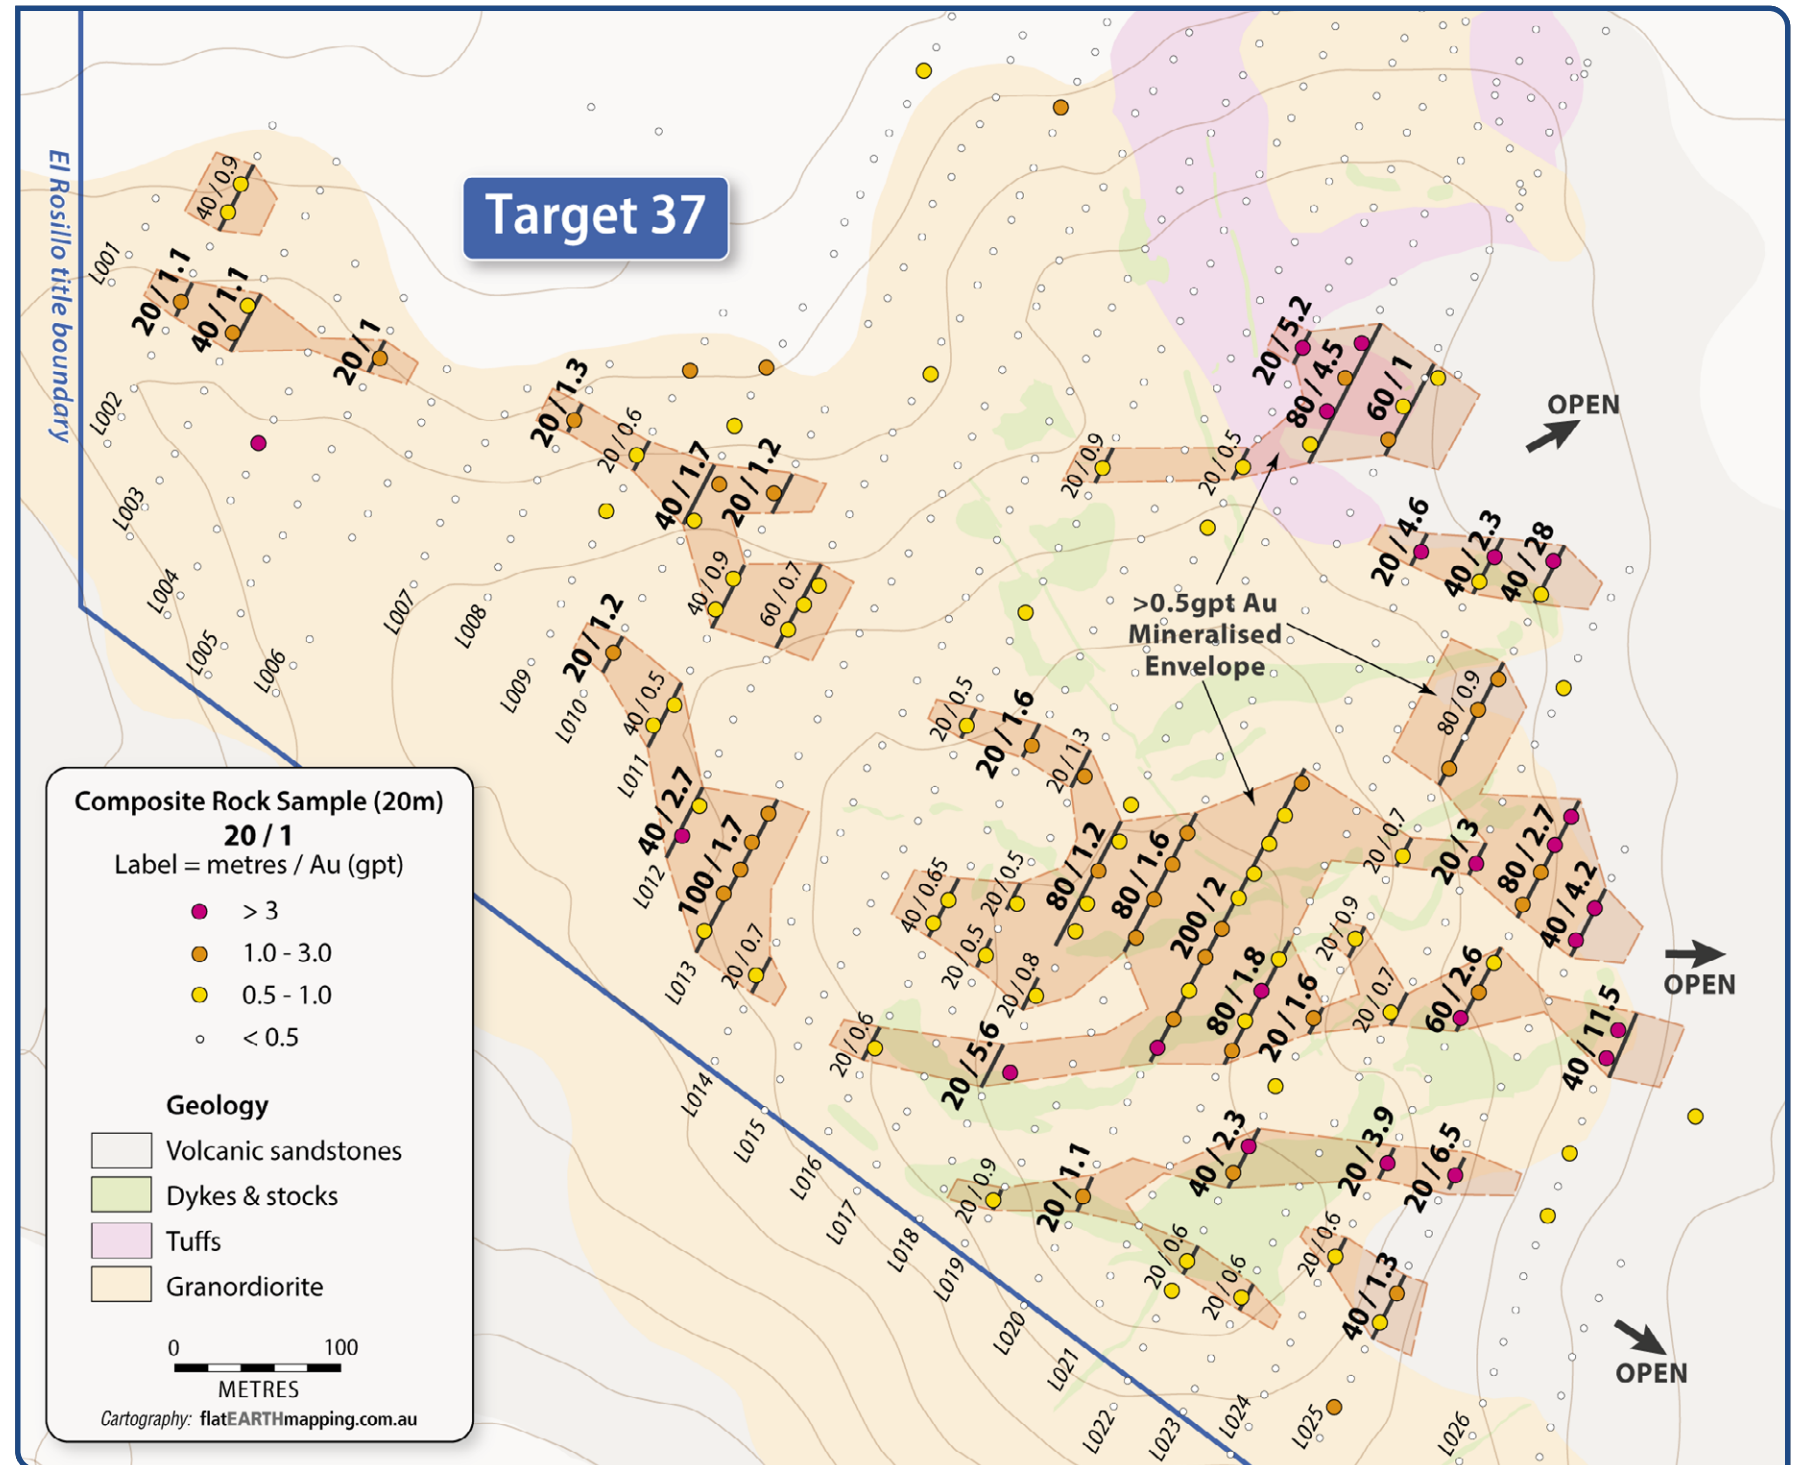 Target 37
El Rosillo title boundary
40 / 0.9
L001
20 / 1.1
40 / 1.1
20 / 1
L002
L003
L004
L005
L006
L007
L008
L009
L010
L011
L012
L013
L014
L015
L016
L017
L018
L019
L020
L021
L022
L023
L024
L025
L026
20 / 1.3
20 / 0.6
40 / 1.7
20 / 1.2
40 / 0.9
60 / 0.7
20 / 1.2
40 / 0.5
40 / 2.7
100 / 1.7
20 / 0.7
20 / 5.2
80 / 4.5
60 / 1
20 / 0.9
20 / 0.5
OPEN
20 / 4.6
40 / 2.3
40 / 28
>0.5gpt Au
Mineralised
Envelope
80 / 0.9
20 / 0.5
20 / 1.6
20 / 1.3
40 / 0.65
20 / 0.5
20 / 0.5
20 / 0.8
80 / 1.2
80 / 1.6
200 / 2
80 / 1.8
20 / 1.6
20 / 0.9
20 / 0.7
20 / 0.7
20 / 3
80 / 2.7
40 / 4.2
60 / 2.6
40 / 11.5
OPEN
20 / 0.6
20 / 5.6
20 / 0.9
20 / 1.1
40 / 2.3
20 / 3.9
20 / 6.5
20 / 0.6
20 / 0.6
20 / 0.6
40 / 1.3
OPEN
Composite Rock Sample (20m)
20 / 1
Label = metres / Au (gpt)
> 3
1.0 - 3.0
0.5 - 1.0
< 0.5
Geology
Volcanic sandstones
Dykes & stocks
Tuffs
Granordiorite
0 100
METRES
Cartography: flatEARTHmapping.com.au